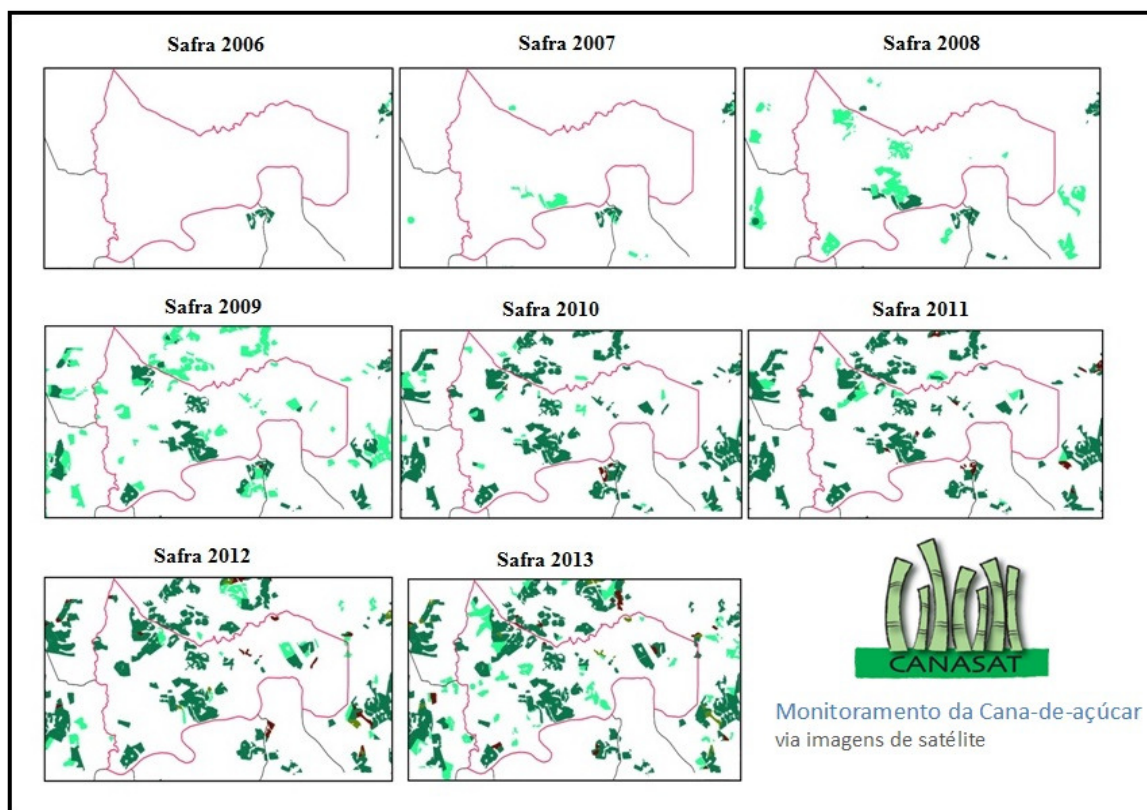 Safra 2006
Safra 2007
Safra 2008
Safra 2009
Safra 2010
Safra 2011
Safra 2012
Safra 2013
CANASAT
Monitoramento da Cana-de-açúcar
via imagens de satélite